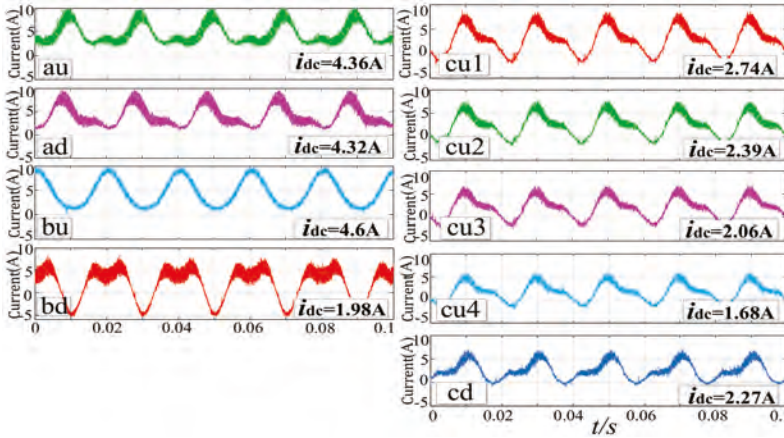 Current(A)
10
5
0
-5
au
idc=4.36A
Current(A)
10
5
0
-5
ad
idc=4.32A
Current(A)
10
5
0
-5
bu
idc=4.6A
Current(A)
10
5
0
-5
bd
idc=1.98A
0 0.02 0.04 0.06 0.08 0.1
Current(A)
10
5
0
-5
cu1
idc=2.74A
Current(A)
10
5
0
-5
cu2
idc=2.39A
Current(A)
10
5
0
-5
cu3
idc=2.06A
Current(A)
10
5
0
-5
cu4
idc=1.68A
Current(A)
10
5
0
-5
cd
idc=2.27A
0 0.02 0.04 0.06 0.08 0.
t/s